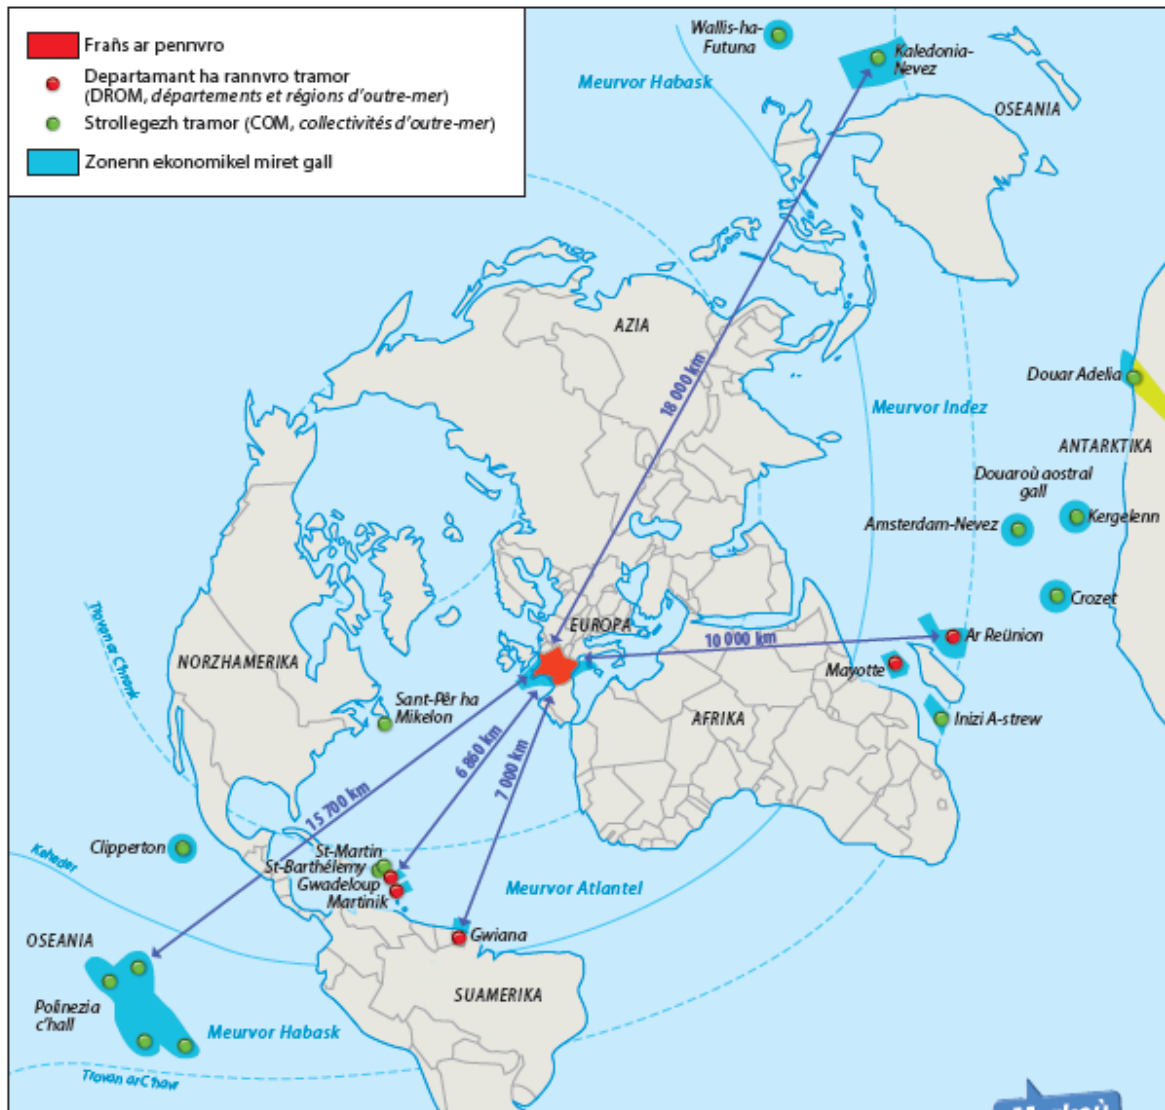 Frañs ar pennvro
Departamant ha rannvro tramor
(DROM, départements et régions d'outre-mer)
Strollegezh tramor (COM, collectivités d'outre-mer)
Zonenn ekonomikel miret gall
Wallis-ha-
Futuna
Kaledonia-
Nevez
Meurvor Habask
OSEANIA
AZIA
18 000 km
Douar Adelia
Meurvor Indez
ANTARKTIKA
Douaroù aostral
gall
Amsterdam-Nevez
Kergelenn
Crozet
EUROPA
10 000 km
Ar Reünion
Mayotte
NORZHAMERIKA
Sant-Pêr ha
Mikelon
AFRIKA
Inizi A-strew
6 860 km
7 000 km
15 700 km
Clipperton
Keheder
St-Martin
St-Barthélemy
Gwadeloup
Martinik
Meurvor Atlantel
Gwiana
OSEANIA
SUAMERIKA
Polinezia
c'hall
Meurvor Habask
Trovan ar C'havr